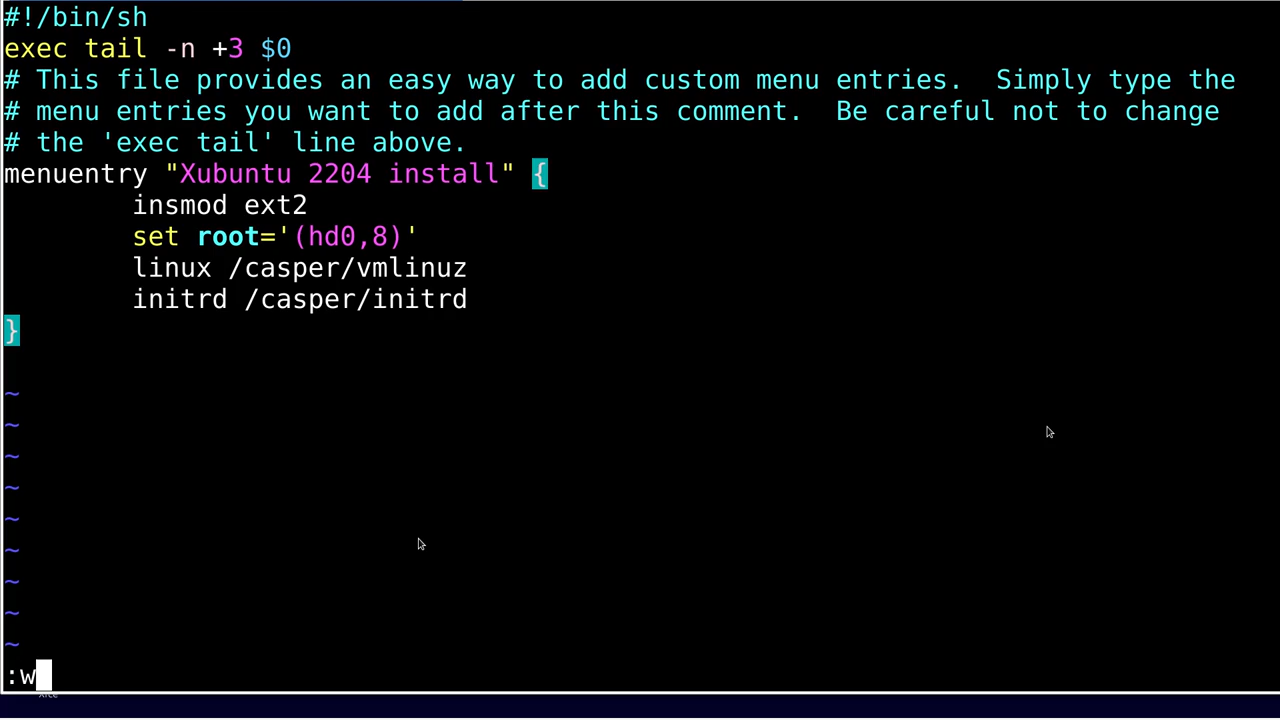 #!/bin/sh
exec tail -n +3 $0
# This file provides an easy way to add custom menu entries.  Simply type the
# menu entries you want to add after this comment.  Be careful not to change
# the 'exec tail' line above.
menuentry "Xubuntu 2204 install" {
        insmod ext2
        set root='(hd0,8)'
        linux /casper/vmlinuz
        initrd /casper/initrd
}
~
~
~
~
~
~
~
~
~
:w